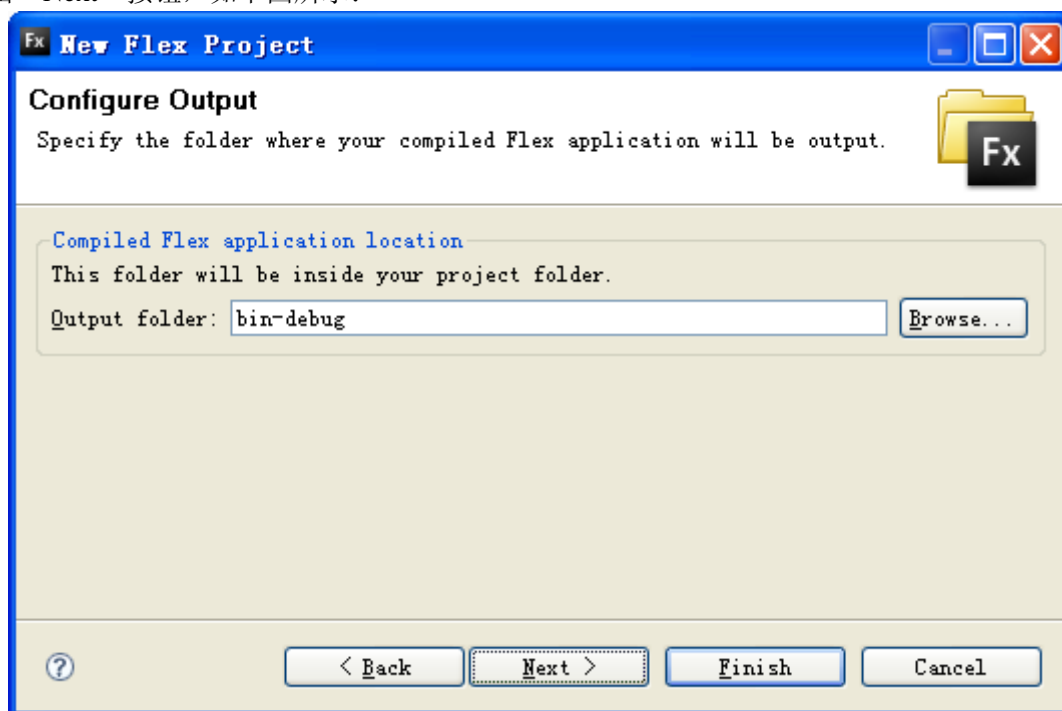 Next
Fx New Flex Project
Configure Output
Specify the folder where your compiled Flex application will be output.
Fx
Compiled Flex application location
This folder will be inside your project folder.
Output folder: bin-debug Browse...
? < Back Next > Finish Cancel